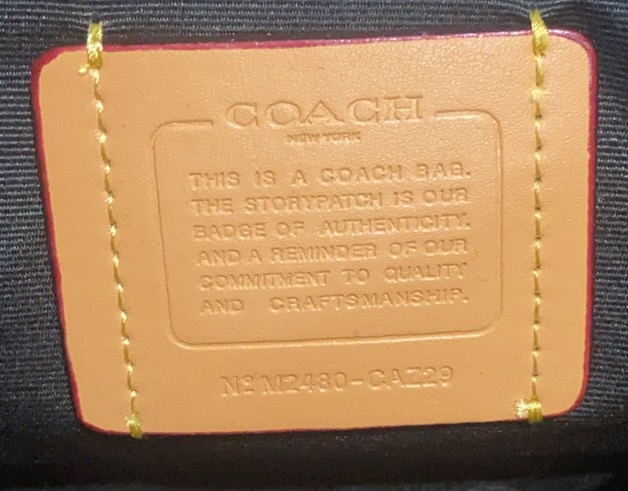 COACH
NEW YORK
THIS IS A COACH BAG.
THE STORYPATCH IS OUR
BADGE OF AUTHENTICITY.
AND A REMINDER OF OUR
COMMITMENT TO QUALITY
AND CRAFTSMANSHIP.
Nº M2480-CAZ29